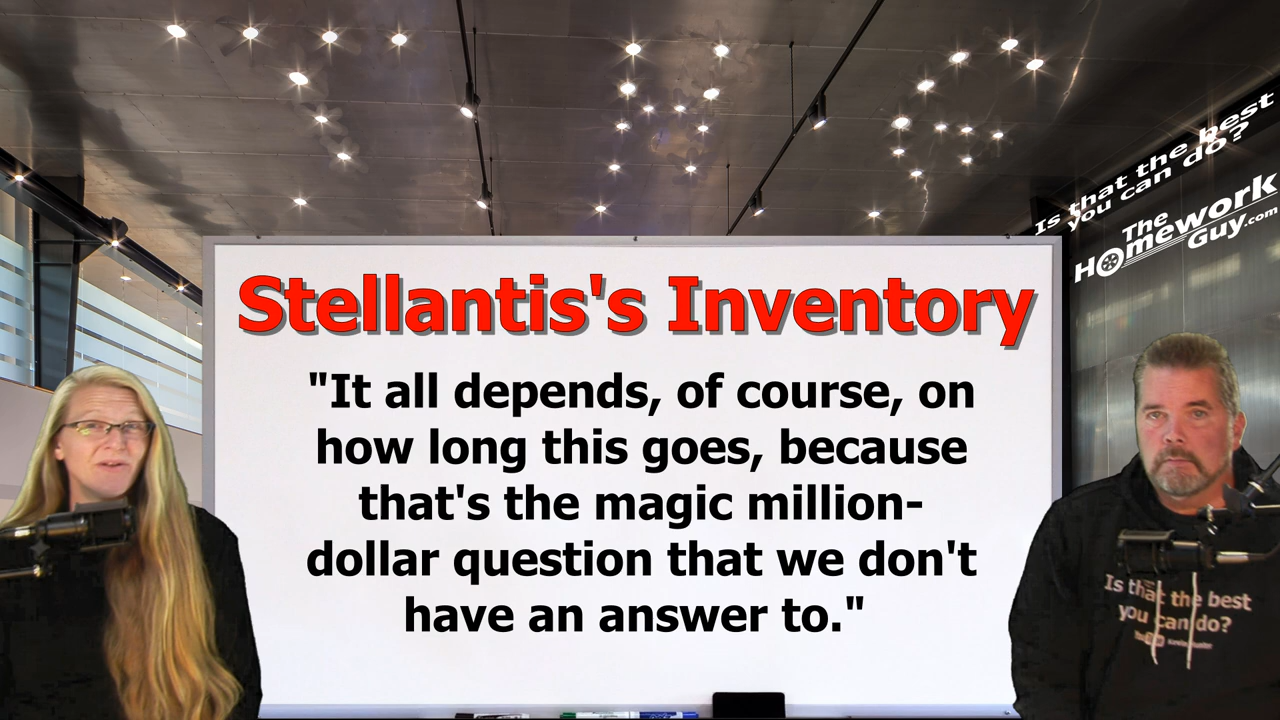 Is that the best
you can do?
The
Homework
Guy.com
Stellantis's Inventory
"It all depends, of course, on
how long this goes, because
that's the magic million-
dollar question that we don't
have an answer to."
Is that the best
you can do?